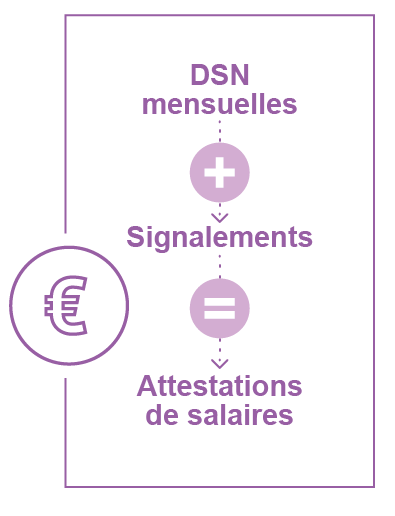 DSN
mensuelles
+
Signalements
€
=
Attestations
de salaires